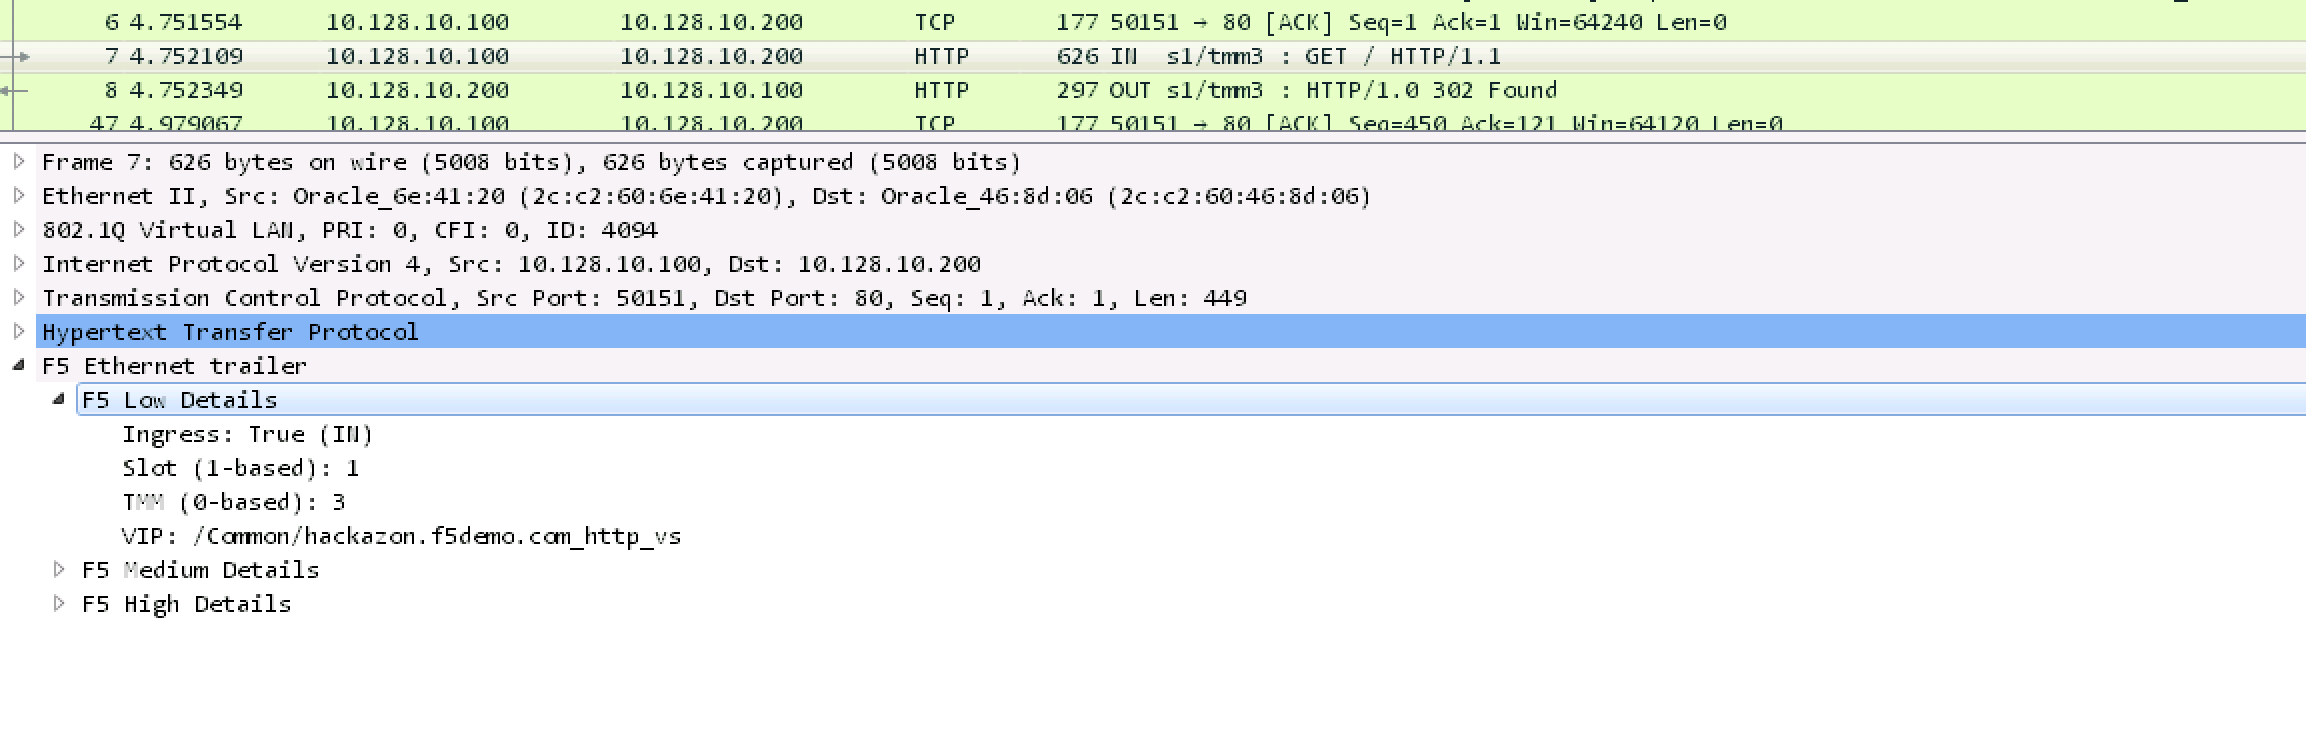 6 4.751554 10.128.10.100 10.128.10.200 TCP 177 50151 → 80 [ACK] Seq=1 Ack=1 Win=64240 Len=0
7 4.752109 10.128.10.100 10.128.10.200 HTTP 626 IN s1/tmm3 : GET / HTTP/1.1
8 4.752349 10.128.10.200 10.128.10.100 HTTP 297 OUT s1/tmm3 : HTTP/1.0 302 Found
47 4.979067 10.128.10.100 10.128.10.200 TCP 177 50151 → 80 [ACK] Seq=450 Ack=121 Win=64120 Len=0
Frame 7: 626 bytes on wire (5008 bits), 626 bytes captured (5008 bits)
Ethernet II, Src: Oracle_6e:41:20 (2c:c2:60:6e:41:20), Dst: Oracle_46:8d:06 (2c:c2:60:46:8d:06)
802.1Q Virtual LAN, PRI: 0, CFI: 0, ID: 4094
Internet Protocol Version 4, Src: 10.128.10.100, Dst: 10.128.10.200
Transmission Control Protocol, Src Port: 50151, Dst Port: 80, Seq: 1, Ack: 1, Len: 449
Hypertext Transfer Protocol
F5 Ethernet trailer
F5 Low Details
Ingress: True (IN)
Slot (1-based): 1
TMM (0-based): 3
VIP: /Common/hackazon.f5demo.com_http_vs
F5 Medium Details
F5 High Details